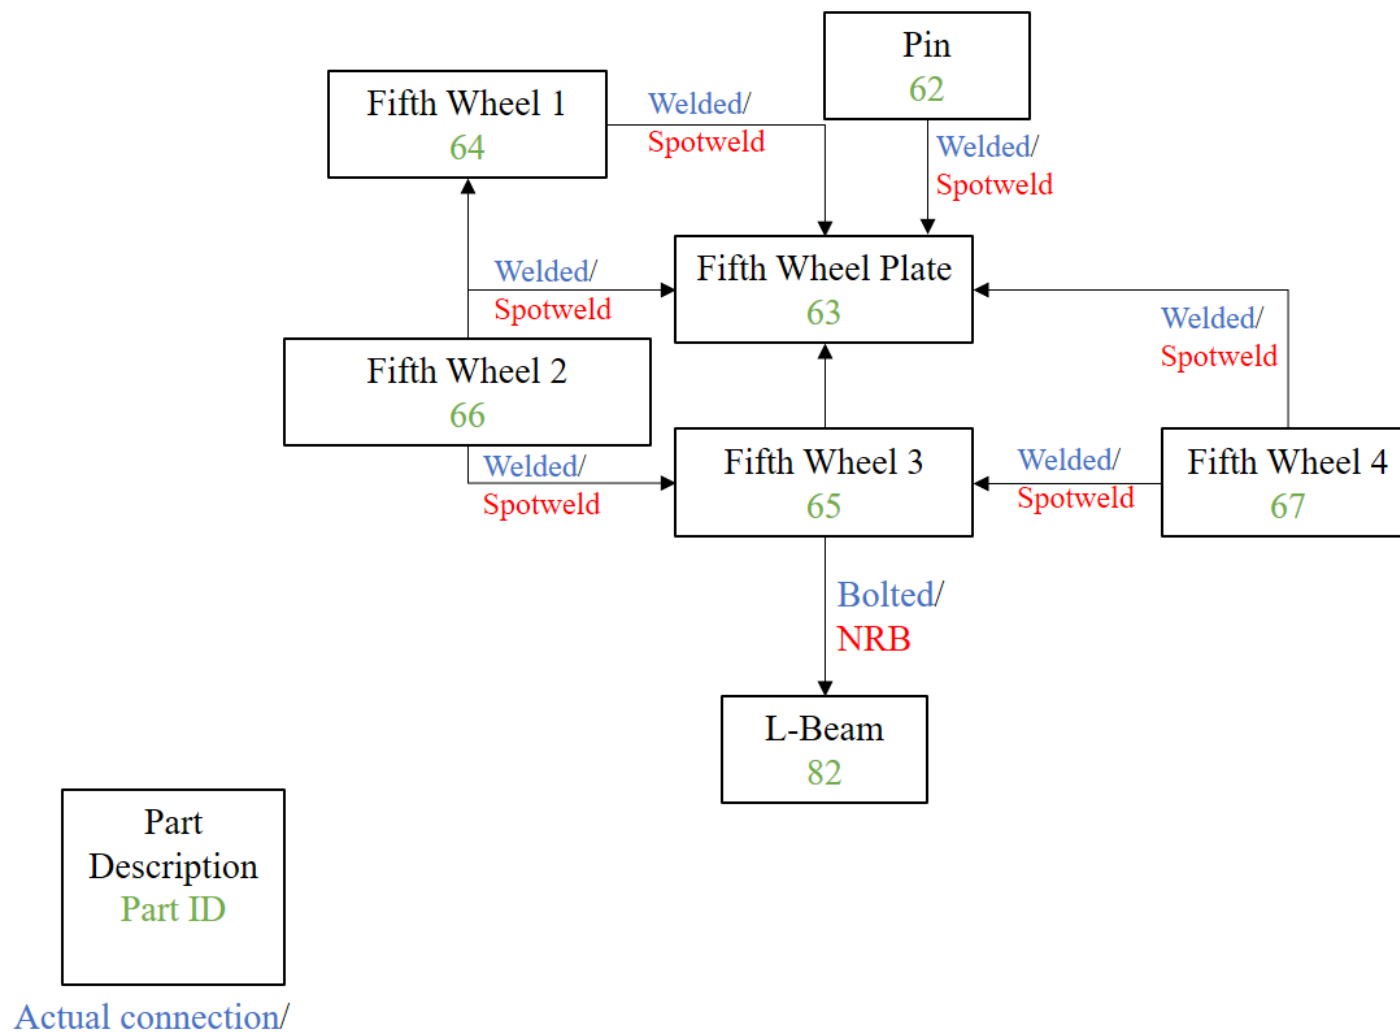 Pin
62
Fifth Wheel 1
64
Welded/
Spotweld
Welded/
Spotweld
Welded/
Spotweld
Fifth Wheel Plate
63
Welded/
Spotweld
Fifth Wheel 2
66
Welded/
Spotweld
Fifth Wheel 3
65
Welded/
Spotweld
Fifth Wheel 4
67
Bolted/
NRB
L-Beam
82
Part
Description
Part ID
Actual connection/